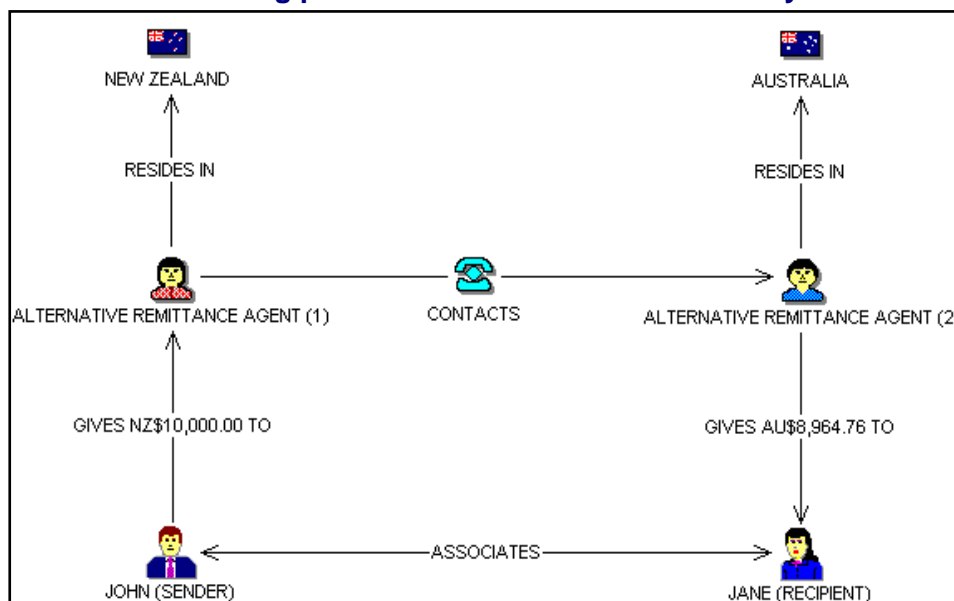 NEW ZEALAND
AUSTRALIA
RESIDES IN
RESIDES IN
ALTERNATIVE REMITTANCE AGENT (1)
CONTACTS
ALTERNATIVE REMITTANCE AGENT (2
GIVES NZ$10,000.00 TO
GIVES AU$8,964.76 TO
ASSOCIATES
JOHN (SENDER)
JANE (RECIPIENT)